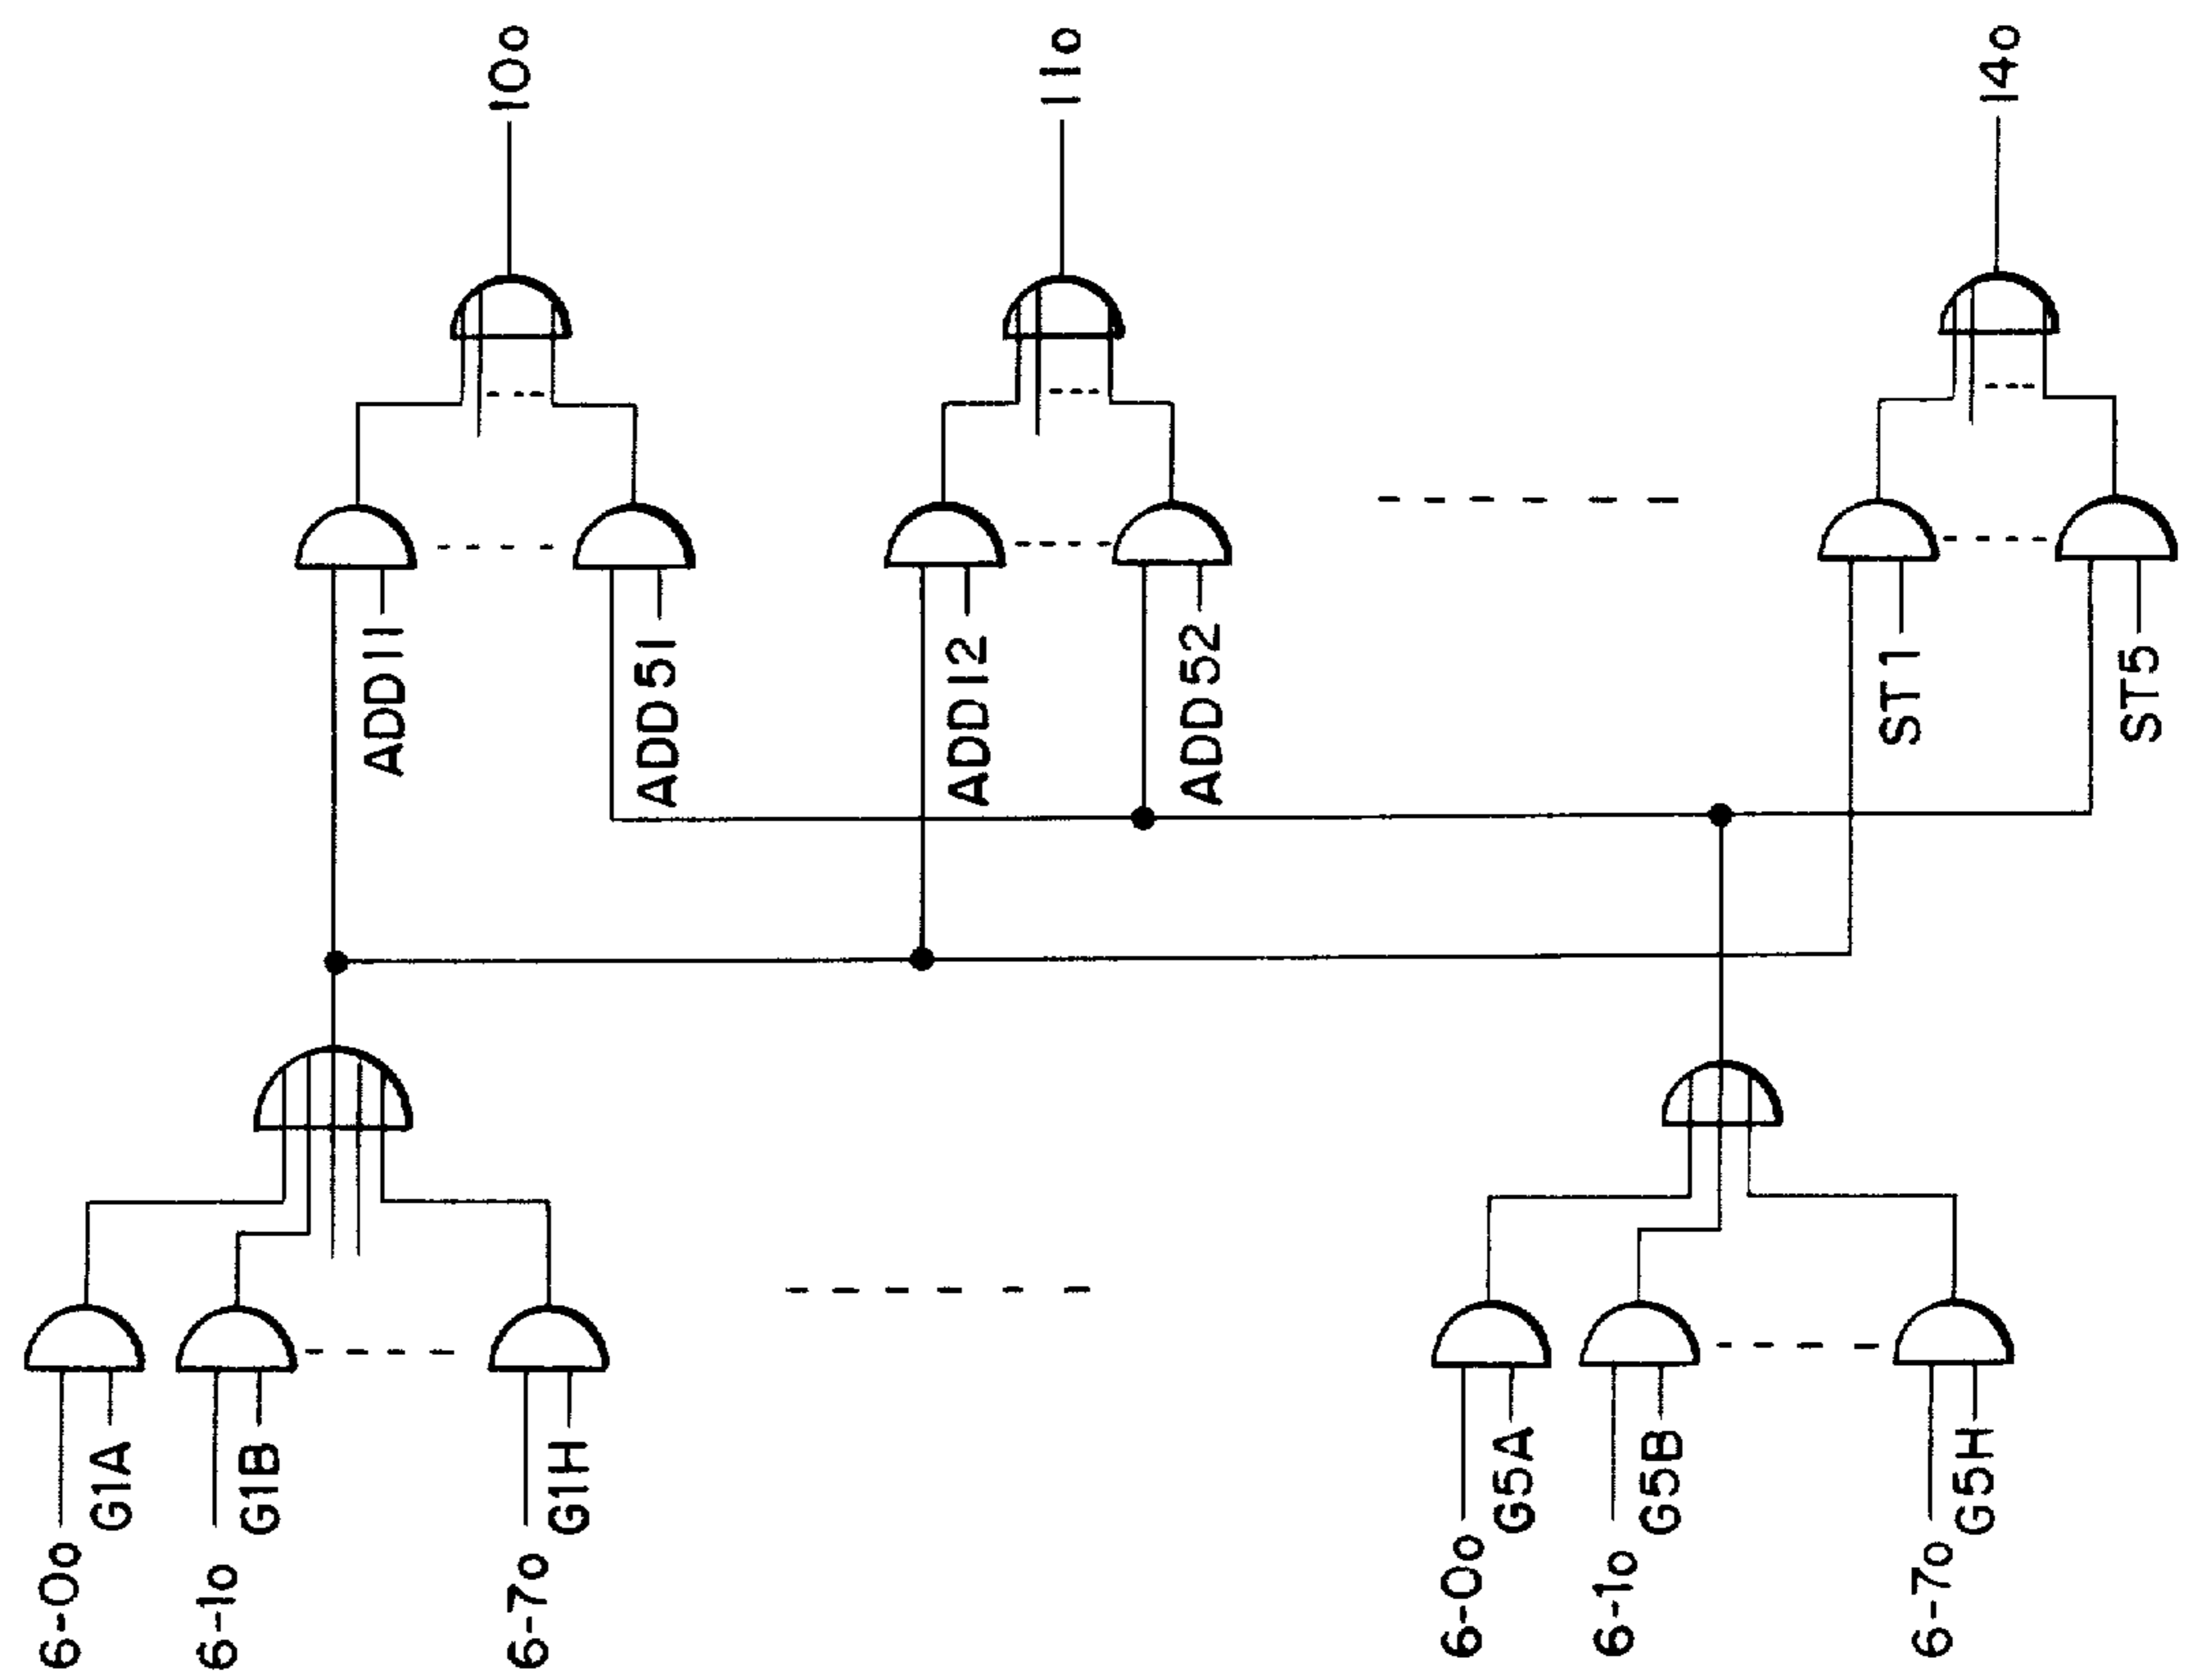 10o
11o
14o
ADD11
ADD51
ADD12
ADD52
ST1
ST5
G1A
G1B
G1H
G5A
G5B
G5H
6-0o
6-1o
6-7o
6-0o
6-1o
6-7o